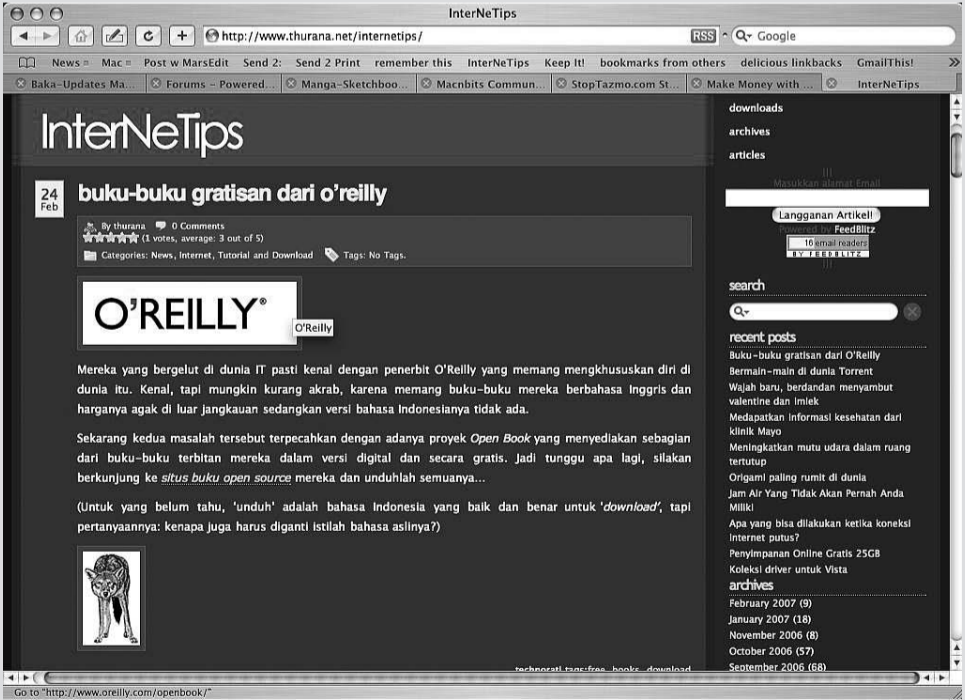 InterNeTips
http://www.thurana.net/internetips/
RSS
Google
News
Mac
Post w MarsEdit
Send 2:
Send 2 Print
remember this
InterNeTips
Keep It!
bookmarks from others
delicious linkbacks
GmailThis!
Baka-Updates Ma...
Forums - Powered...
Manga-Sketchboo...
Macnbits Commun...
StopTazmo.com St...
Make Money with ...
InterNeTips
InterNeTips
24
Feb
buku-buku gratisan dari o'reilly
By thurana 0 Comments
(1 votes, average: 3 out of 5)
Categories: News, Internet, Tutorial and Download Tags: No Tags.
O'REILLY®
O'Reilly
Mereka yang bergelut di dunia IT pasti kenal dengan penerbit O'Reilly yang memang mengkhususkan diri di
dunia itu. Kenal, tapi mungkin kurang akrab, karena memang buku-buku mereka berbahasa Inggris dan
harganya agak di luar jangkauan sedangkan versi bahasa Indonesianya tidak ada.
Sekarang kedua masalah tersebut terpecahkan dengan adanya proyek Open Book yang menyediakan sebagian
dari buku-buku terbitan mereka dalam versi digital dan secara gratis. Jadi tunggu apa lagi, silakan
berkunjung ke situs buku open source mereka dan unduhlah semuanya...
(Untuk yang belum tahu, 'unduh' adalah bahasa Indonesia yang baik dan benar untuk 'download', tapi
pertanyaannya: kenapa juga harus diganti istilah bahasa aslinya?)
technorati tags:free, books, download
downloads
archives
articles
Masukkan alamat Email
Langganan Artikel!
Powered by FeedBlitz
16 email readers
BY FEEDBLITZ
search
recent posts
Buku-buku gratisan dari O'Reilly
Bermain-main di dunia Torrent
Wajah baru, berdandan menyambut
valentine dan Imlek
Medapatkan informasi kesehatan dari
klinik Mayo
Meningkatkan mutu udara dalam ruang
tertutup
Origami paling rumit di dunia
Jam Air Yang Tidak Akan Pernah Anda
Miliki
Apa yang bisa dilakukan ketika koneksi
Internet putus?
Penyimpanan Online Gratis 25GB
Koleksi driver untuk Vista
archives
February 2007 (9)
January 2007 (18)
November 2006 (8)
October 2006 (57)
September 2006 (68)
Go to "http://www.oreilly.com/openbook/"